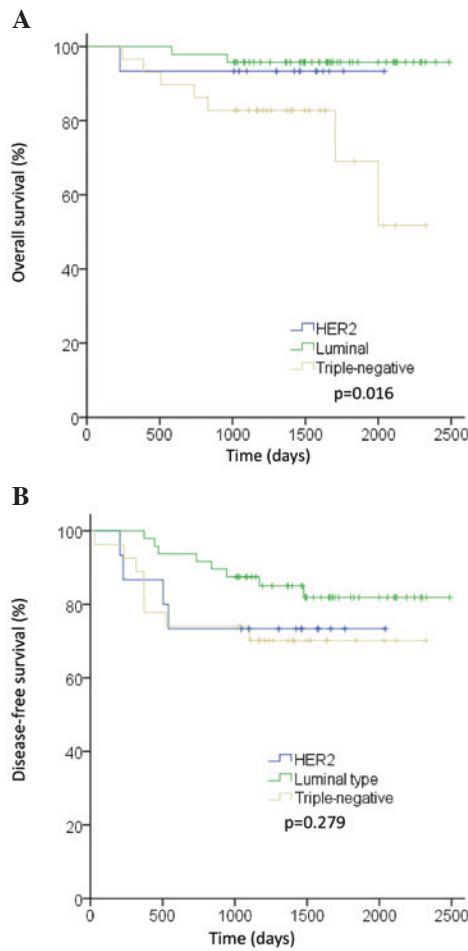 A
100
80
60
40
20
0
Overall survival (%)
HER2
Luminal
Triple-negative
p=0.016
0
500
1000
1500
2000
2500
Time (days)
B
100
80
60
40
20
0
Disease-free survival (%)
HER2
Luminal type
Triple-negative
p=0.279
0
500
1000
1500
2000
2500
Time (days)